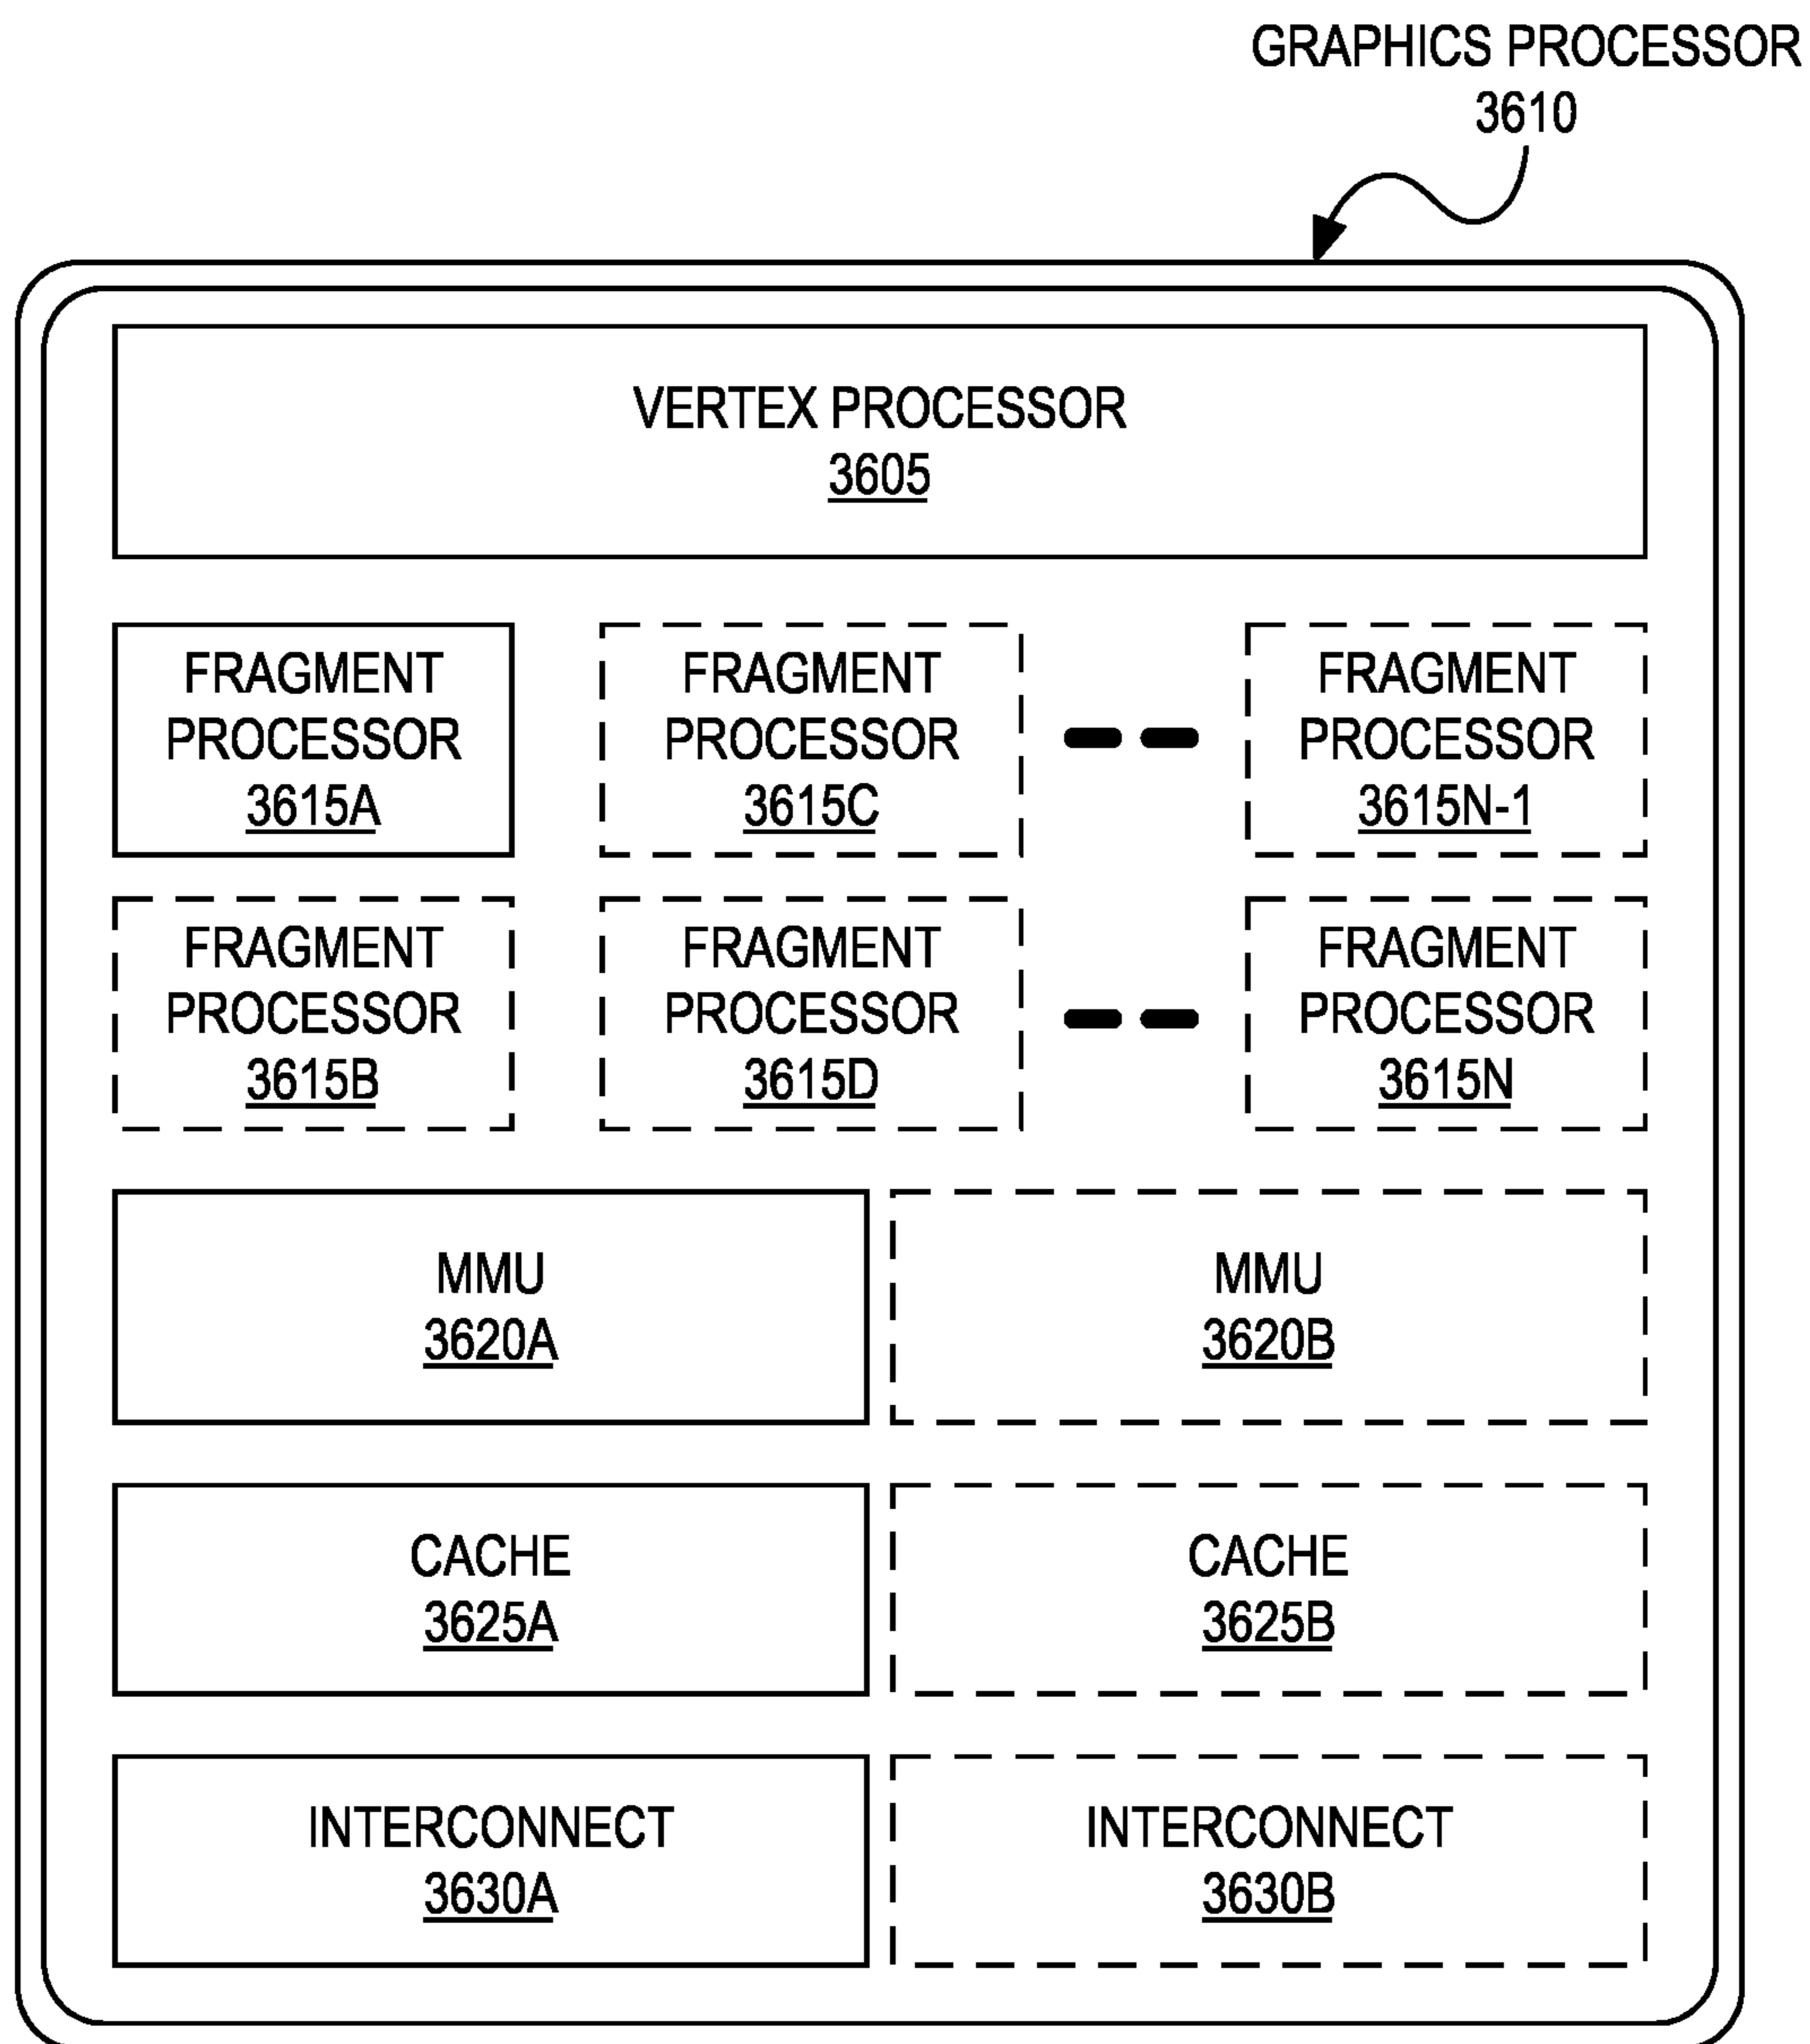 GRAPHICS PROCESSOR
3610
VERTEX PROCESSOR
3605
FRAGMENT
PROCESSOR
3615A
FRAGMENT
PROCESSOR
3615C
FRAGMENT
PROCESSOR
3615N-1
FRAGMENT
PROCESSOR
3615B
FRAGMENT
PROCESSOR
3615D
FRAGMENT
PROCESSOR
3615N
MMU
3620A
MMU
3620B
CACHE
3625A
CACHE
3625B
INTERCONNECT
3630A
INTERCONNECT
3630B